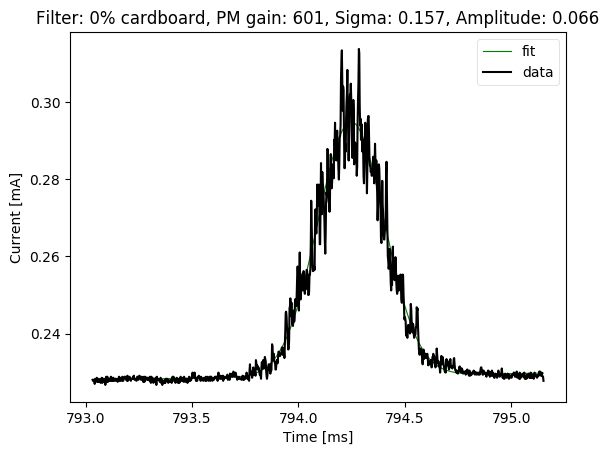 Filter: 0% cardboard, PM gain: 601, Sigma: 0.157, Amplitude: 0.066
fit
data
0.30
0.28
0.26
0.24
Current [mA]
793.0 793.5 794.0 794.5 795.0
Time [ms]